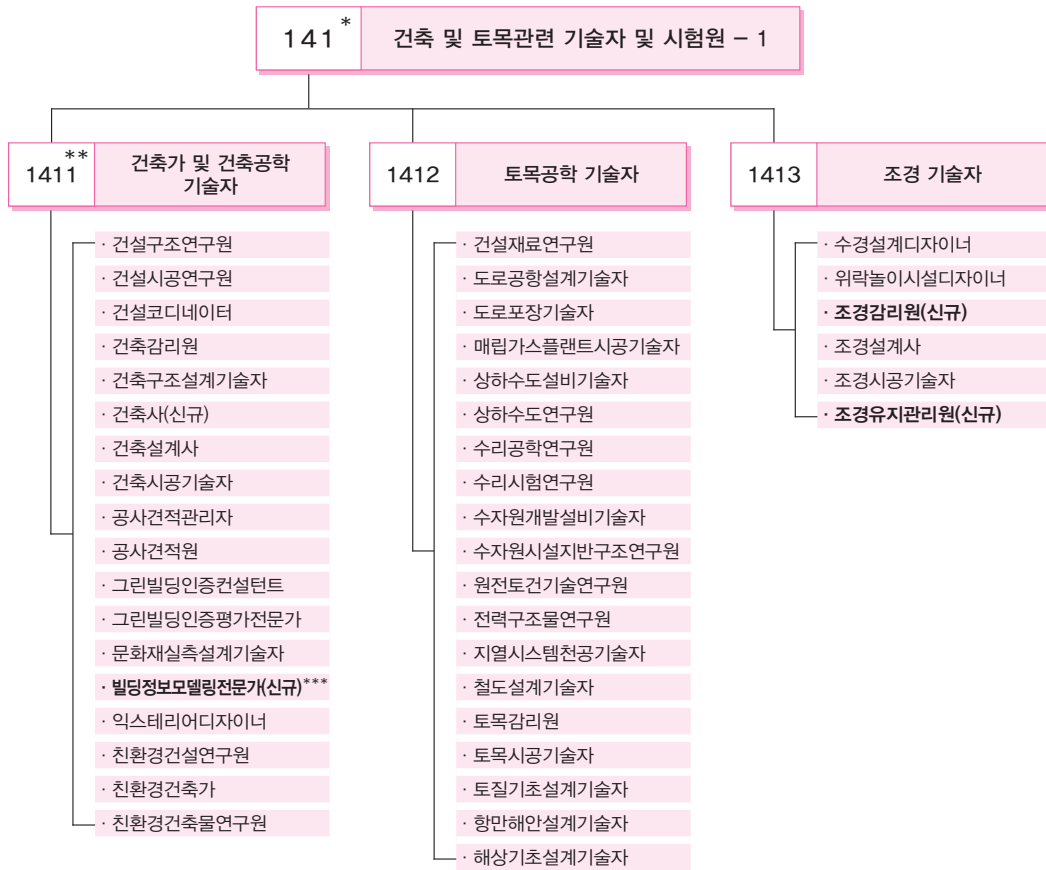 141*
건축 및 토목관련 기술자 및 시험원 – 1
1411**
건축가 및 건축공학
기술자
· 건설구조연구원
· 건설시공연구원
· 건설코디네이터
· 건축감리원
· 건축구조설계기술자
· 건축사(신규)
· 건축설계사
· 건축시공기술자
· 공사견적관리자
· 공사견적원
· 그린빌딩인증컨설턴트
· 그린빌딩인증평가전문가
· 문화재실측설계기술자
· 빌딩정보모델링전문가(신규)***
· 익스테리어디자이너
· 친환경건설연구원
· 친환경건축가
· 친환경건축물연구원
1412
토목공학 기술자
· 건설재료연구원
· 도로공항설계기술자
· 도로포장기술자
· 매립가스플랜트시공기술자
· 상하수도설비기술자
· 상하수도연구원
· 수리공학연구원
· 수리시험연구원
· 수자원개발설비기술자
· 수자원시설지반구조연구원
· 원전토건기술연구원
· 전력구조물연구원
· 지열시스템천공기술자
· 철도설계기술자
· 토목감리원
· 토목시공기술자
· 토질기초설계기술자
· 항만해안설계기술자
· 해상기초설계기술자
1413
조경 기술자
· 수경설계디자이너
· 위락놀이시설디자이너
· 조경감리원(신규)
· 조경설계사
· 조경시공기술자
· 조경유지관리원(신규)